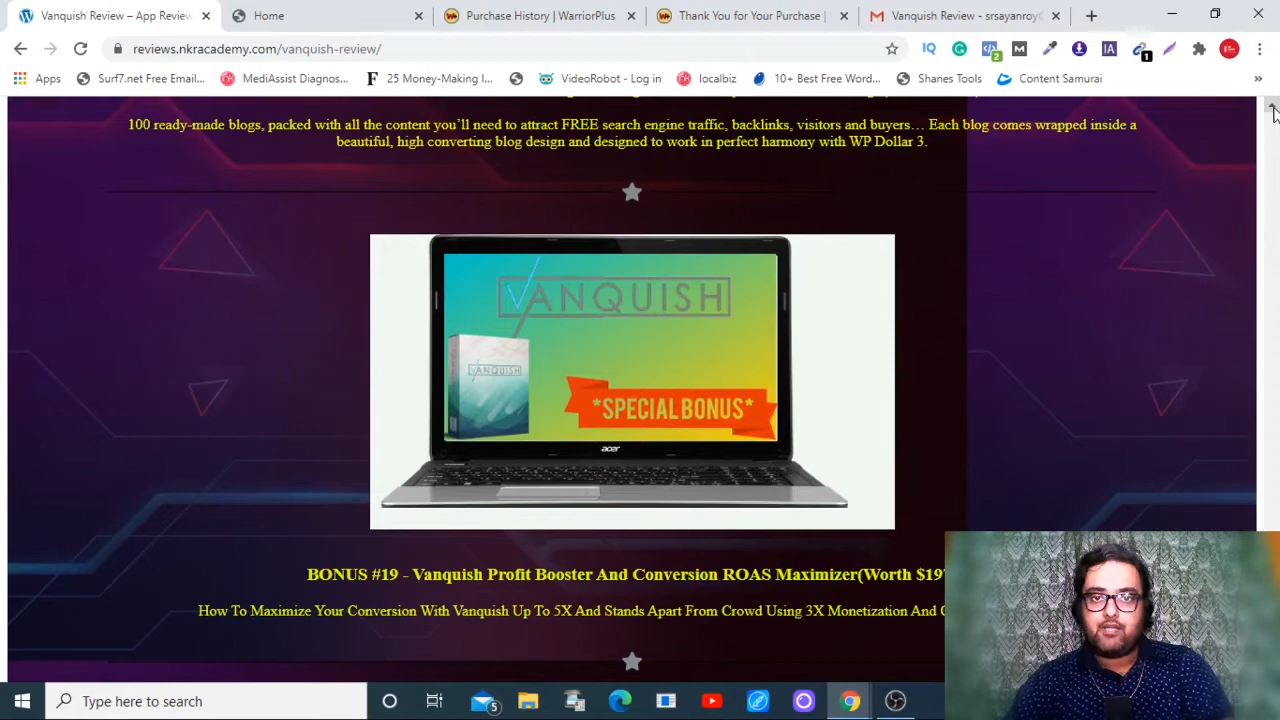 Vanquish Review – App Review
Home
Purchase History | WarriorPlus
Thank You for Your Purchase |
Vanquish Review - srsayanroy@
reviews.nkracademy.com/vanquish-review/
2
1
Apps
Surf7.net Free Email...
MediAssist Diagnos...
25 Money-Making I...
VideoRobot - Log in
localbiz
10+ Best Free Word...
Shanes Tools
Content Samurai
100 ready-made blogs, packed with all the content you'll need to attract FREE search engine traffic, backlinks, visitors and buyers… Each blog comes wrapped inside a
beautiful, high converting blog design and designed to work in perfect harmony with WP Dollar 3.
VANQUISH
VANQUISH
*SPECIAL BONUS*
acer
BONUS #19 - Vanquish Profit Booster And Conversion ROAS Maximizer(Worth $197
How To Maximize Your Conversion With Vanquish Up To 5X And Stands Apart From Crowd Using 3X Monetization And
5
Type here to search